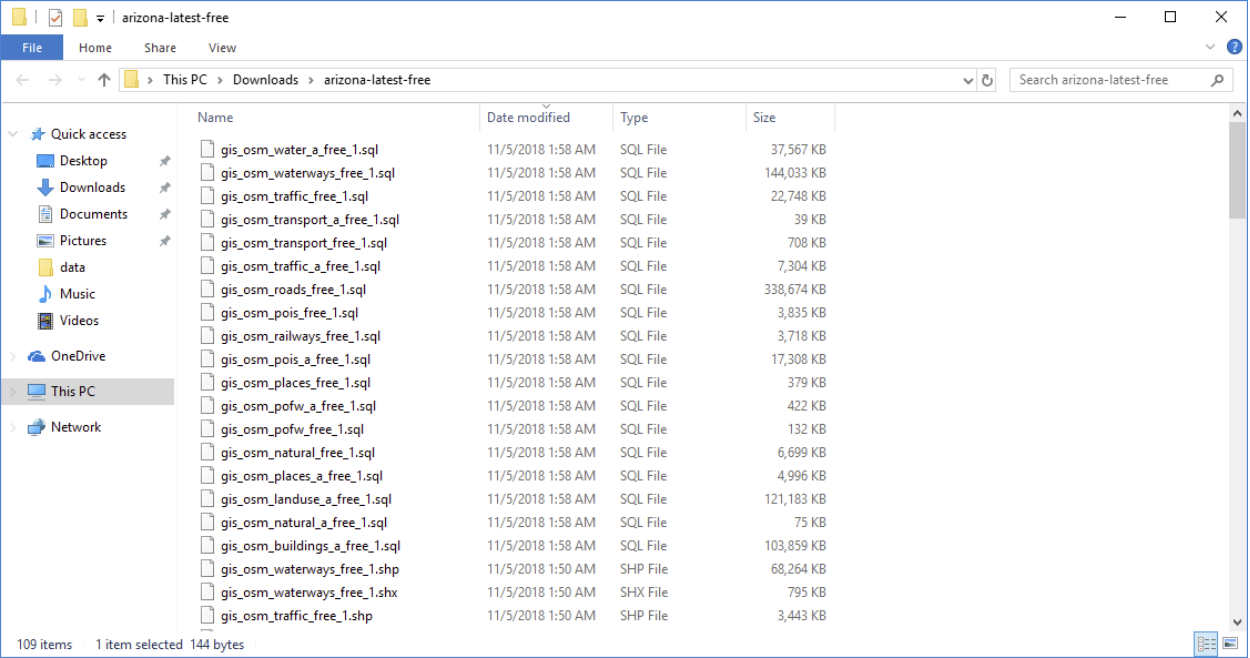 arizona-latest-free
File Home Share View
This PC Downloads arizona-latest-free Search arizona-latest-free
Name Date modified Type Size
Quick access
Desktop
Downloads
Documents
Pictures
data
Music
Videos
OneDrive
This PC
Network
gis_osm_water_a_free_1.sql 11/5/2018 1:58 AM SQL File 37,567 KB
gis_osm_waterways_free_1.sql 11/5/2018 1:58 AM SQL File 144,033 KB
gis_osm_traffic_free_1.sql 11/5/2018 1:58 AM SQL File 22,748 KB
gis_osm_transport_a_free_1.sql 11/5/2018 1:58 AM SQL File 39 KB
gis_osm_transport_free_1.sql 11/5/2018 1:58 AM SQL File 708 KB
gis_osm_traffic_a_free_1.sql 11/5/2018 1:58 AM SQL File 7,304 KB
gis_osm_roads_free_1.sql 11/5/2018 1:58 AM SQL File 338,674 KB
gis_osm_pois_free_1.sql 11/5/2018 1:58 AM SQL File 3,835 KB
gis_osm_railways_free_1.sql 11/5/2018 1:58 AM SQL File 3,718 KB
gis_osm_pois_a_free_1.sql 11/5/2018 1:58 AM SQL File 17,308 KB
gis_osm_places_free_1.sql 11/5/2018 1:58 AM SQL File 379 KB
gis_osm_pofw_a_free_1.sql 11/5/2018 1:58 AM SQL File 422 KB
gis_osm_pofw_free_1.sql 11/5/2018 1:58 AM SQL File 132 KB
gis_osm_natural_free_1.sql 11/5/2018 1:58 AM SQL File 6,699 KB
gis_osm_places_a_free_1.sql 11/5/2018 1:58 AM SQL File 4,996 KB
gis_osm_landuse_a_free_1.sql 11/5/2018 1:58 AM SQL File 121,183 KB
gis_osm_natural_a_free_1.sql 11/5/2018 1:58 AM SQL File 75 KB
gis_osm_buildings_a_free_1.sql 11/5/2018 1:58 AM SQL File 103,859 KB
gis_osm_waterways_free_1.shp 11/5/2018 1:50 AM SHP File 68,264 KB
gis_osm_waterways_free_1.shx 11/5/2018 1:50 AM SHX File 795 KB
gis_osm_traffic_free_1.shp 11/5/2018 1:50 AM SHP File 3,443 KB
109 items 1 item selected 144 bytes